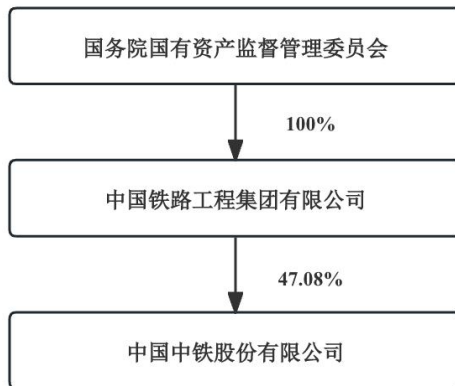 国务院国有资产监督管理委员会
100%
中国铁路工程集团有限公司
47.08%
中国中铁股份有限公司